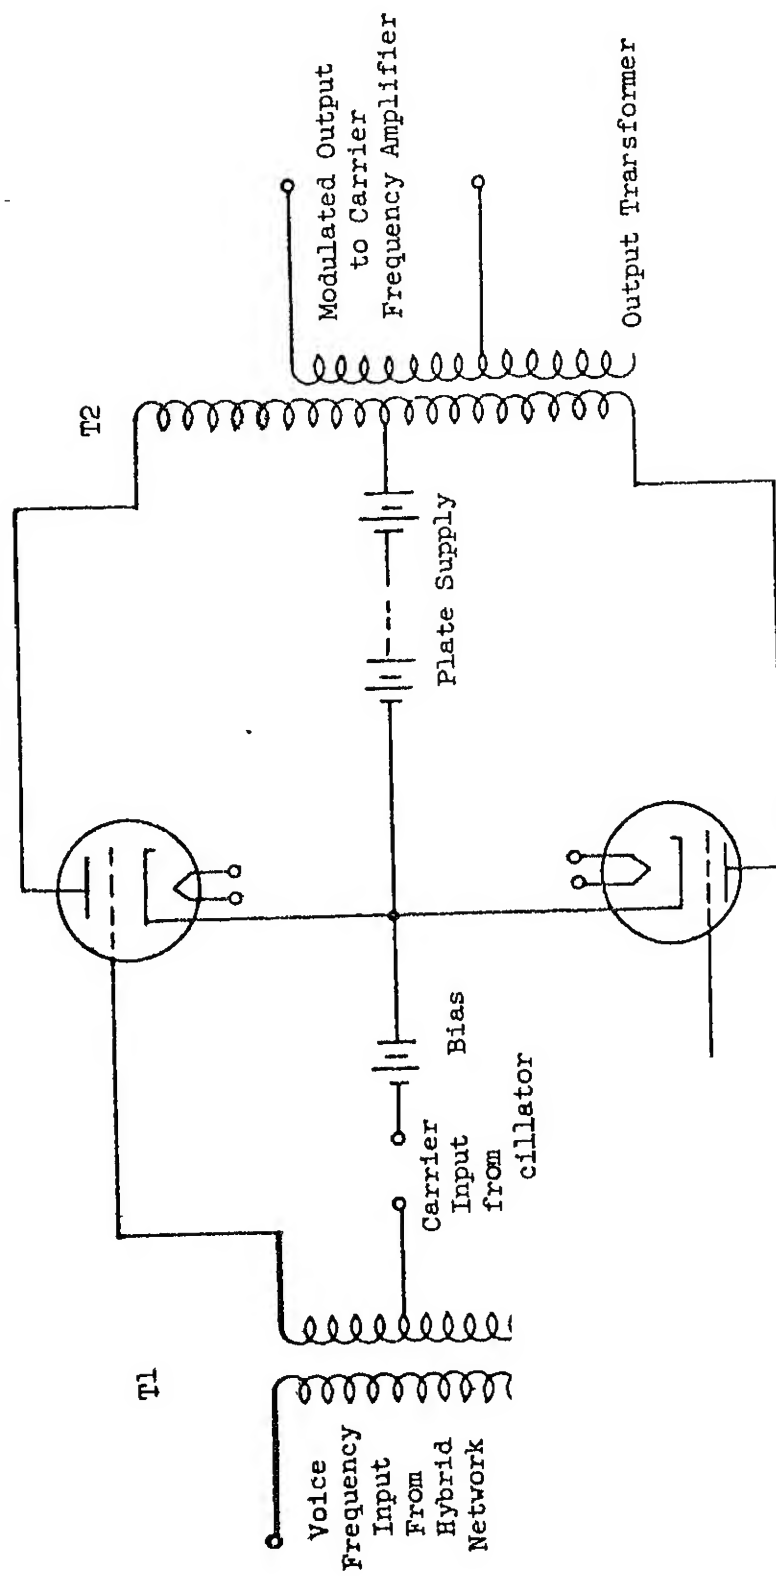 T1
Voice
Frequency
Input
From
Hybrid
Network
Carrier
Input
from
cillator
Bias
Plate Supply
T2
Modulated Output
to Carrier
Frequency Amplifier
Output Trarsformer